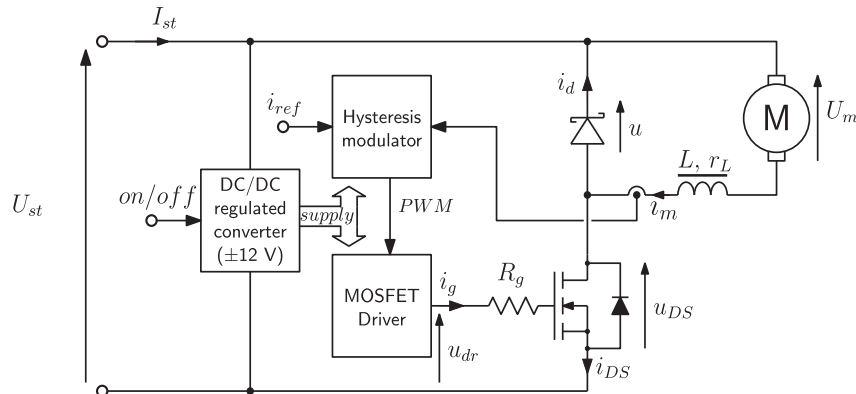 I_st
i_d
i_ref
Hysteresis
modulator
u
M
U_m
L, r_L
i_m
on/off
DC/DC
regulated
converter
(±12 V)
supply
PWM
U_st
MOSFET
Driver
i_g
R_g
u_dr
u_DS
i_DS